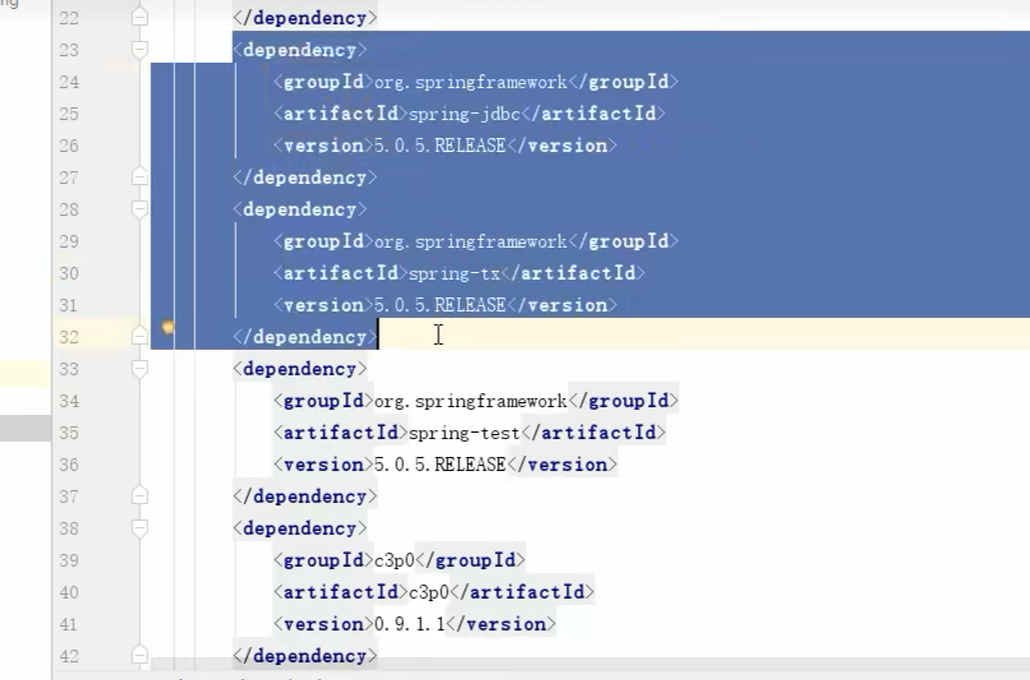 22 </dependency>
23 <dependency>
24 <groupId>org.springframework</groupId>
25 <artifactId>spring-jdbc</artifactId>
26 <version>5.0.5.RELEASE</version>
27 </dependency>
28 <dependency>
29 <groupId>org.springframework</groupId>
30 <artifactId>spring-tx</artifactId>
31 <version>5.0.5.RELEASE</version>
32 </dependency>
33 <dependency>
34 <groupId>org.springframework</groupId>
35 <artifactId>spring-test</artifactId>
36 <version>5.0.5.RELEASE</version>
37 </dependency>
38 <dependency>
39 <groupId>c3p0</groupId>
40 <artifactId>c3p0</artifactId>
41 <version>0.9.1.1</version>
42 </dependency>